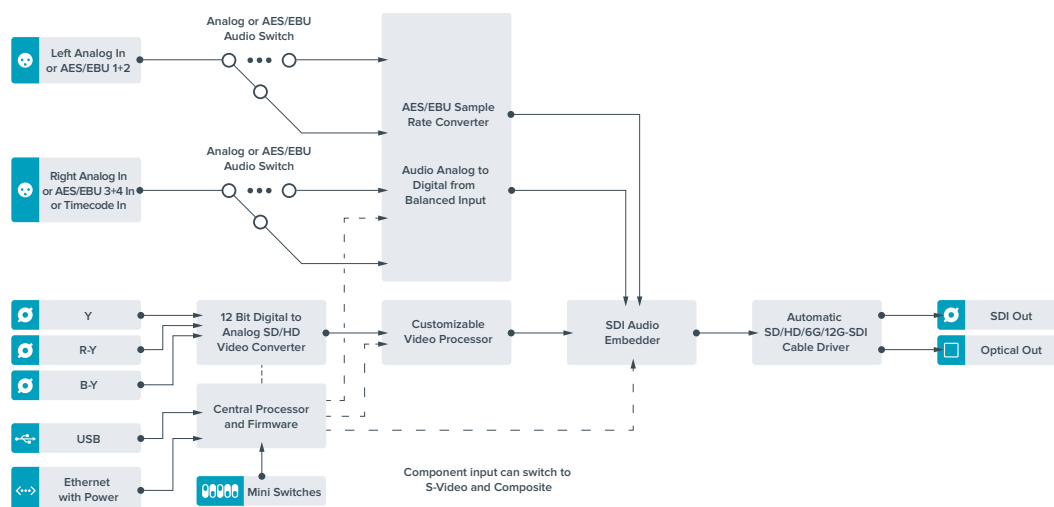 Analog or AES/EBU
Audio Switch
Left Analog In
or AES/EBU 1+2
AES/EBU Sample
Rate Converter
Analog or AES/EBU
Audio Switch
Right Analog In
or AES/EBU 3+4 In
or Timecode In
Audio Analog to
Digital from
Balanced Input
Y
R-Y
B-Y
12 Bit Digital to
Analog SD/HD
Video Converter
Customizable
Video Processor
SDI Audio
Embedder
Automatic
SD/HD/6G/12G-SDI
Cable Driver
SDI Out
Optical Out
Central Processor
and Firmware
USB
Ethernet
with Power
Mini Switches
Component input can switch to
S-Video and Composite